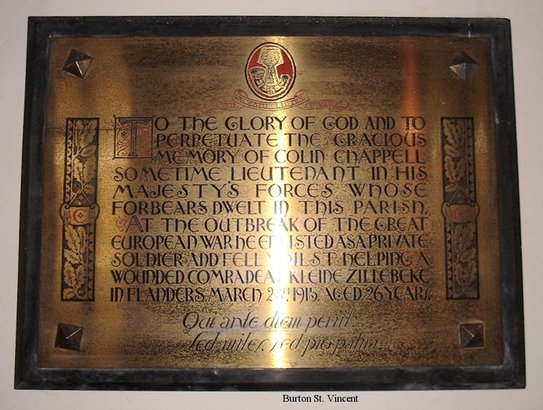 TO THE GLORY OF GOD AND TO
PERPETUATE THE GRACIOUS
MEMORY OF COLIN CHAPPELL
SOMETIME LIEUTENANT IN HIS
MAJESTY'S FORCES WHOSE
FORBEARS DWELT IN THIS PARISH.
AT THE OUTBREAK OF THE GREAT
EUROPEAN WAR HE ENLISTED AS A PRIVATE
SOLDIER AND FELL WHILST HELPING A
WOUNDED COMRADE AT KLEINE ZILLEBEKE
IN FLANDERS, MARCH 1915. AGED 26 YEARS.
Qui ante diem periit:
Sed miles, sed pro patria.
Burton St. Vincent